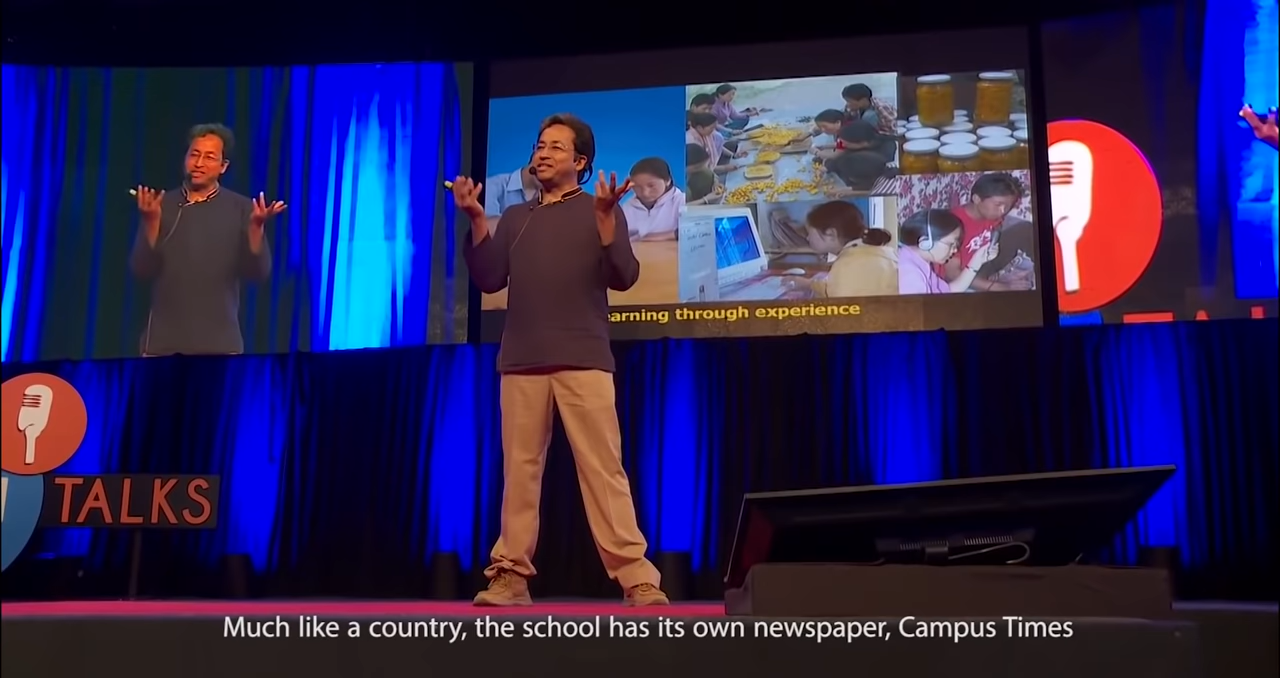 earning through experience
TALKS
Much like a country, the school has its own newspaper, Campus Times